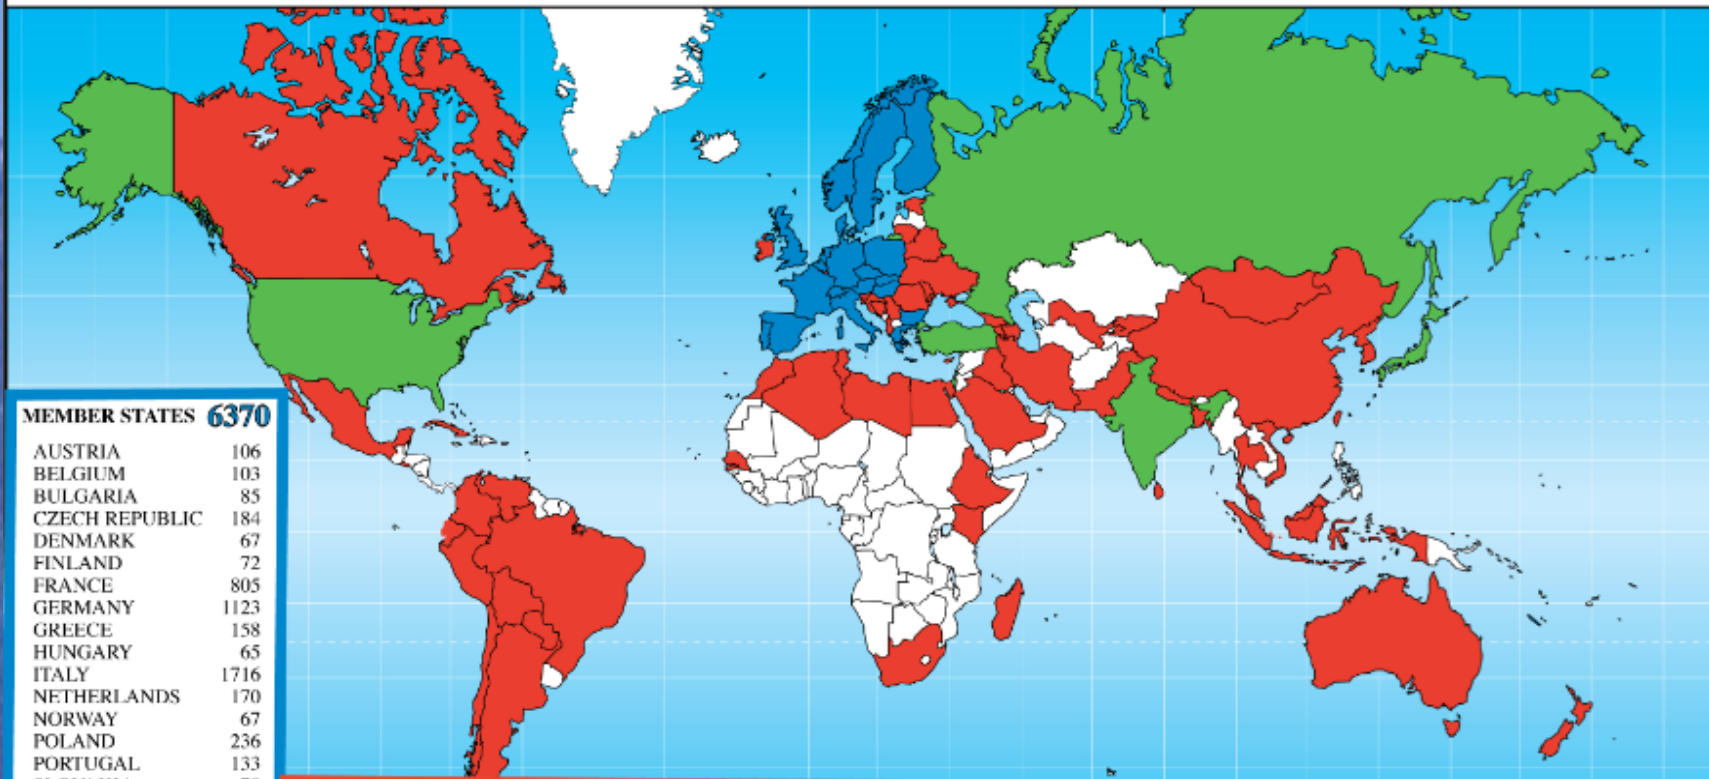 MEMBER STATES 6370
AUSTRIA 106
BELGIUM 103
BULGARIA 85
CZECH REPUBLIC 184
DENMARK 67
FINLAND 72
FRANCE 805
GERMANY 1123
GREECE 158
HUNGARY 65
ITALY 1716
NETHERLANDS 170
NORWAY 67
POLAND 236
PORTUGAL 133